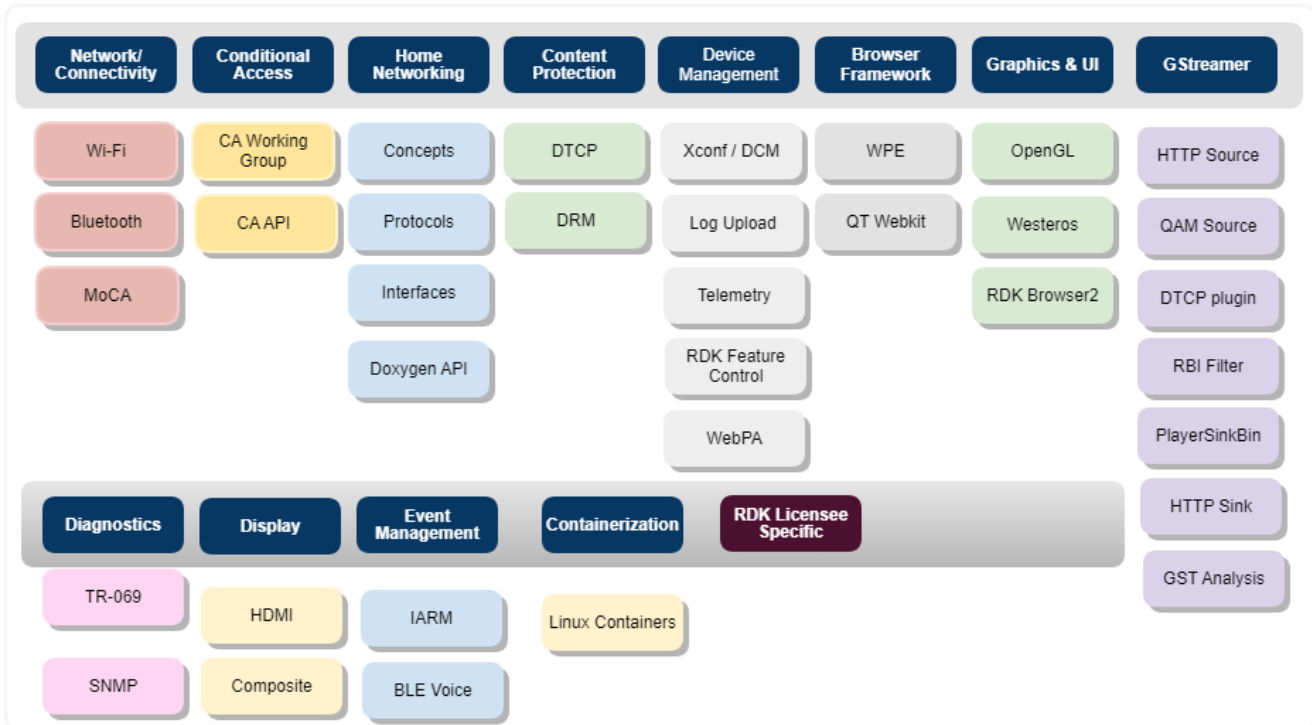 Network/
Connectivity
Conditional
Access
Home
Networking
Content
Protection
Device
Management
Browser
Framework
Graphics & UI
GStreamer
Wi-Fi
CA Working
Group
Concepts
DTCP
Xconf / DCM
WPE
OpenGL
HTTP Source
Bluetooth
CA API
Protocols
DRM
Log Upload
QT Webkit
Westeros
QAM Source
MoCA
Interfaces
Telemetry
RDK Browser2
DTCP plugin
Doxygen API
RDK Feature
Control
RBI Filter
WebPA
PlayerSinkBin
Diagnostics
Display
Event
Management
Containerization
RDK Licensee
Specific
HTTP Sink
TR-069
HDMI
IARM
Linux Containers
GST Analysis
SNMP
Composite
BLE Voice